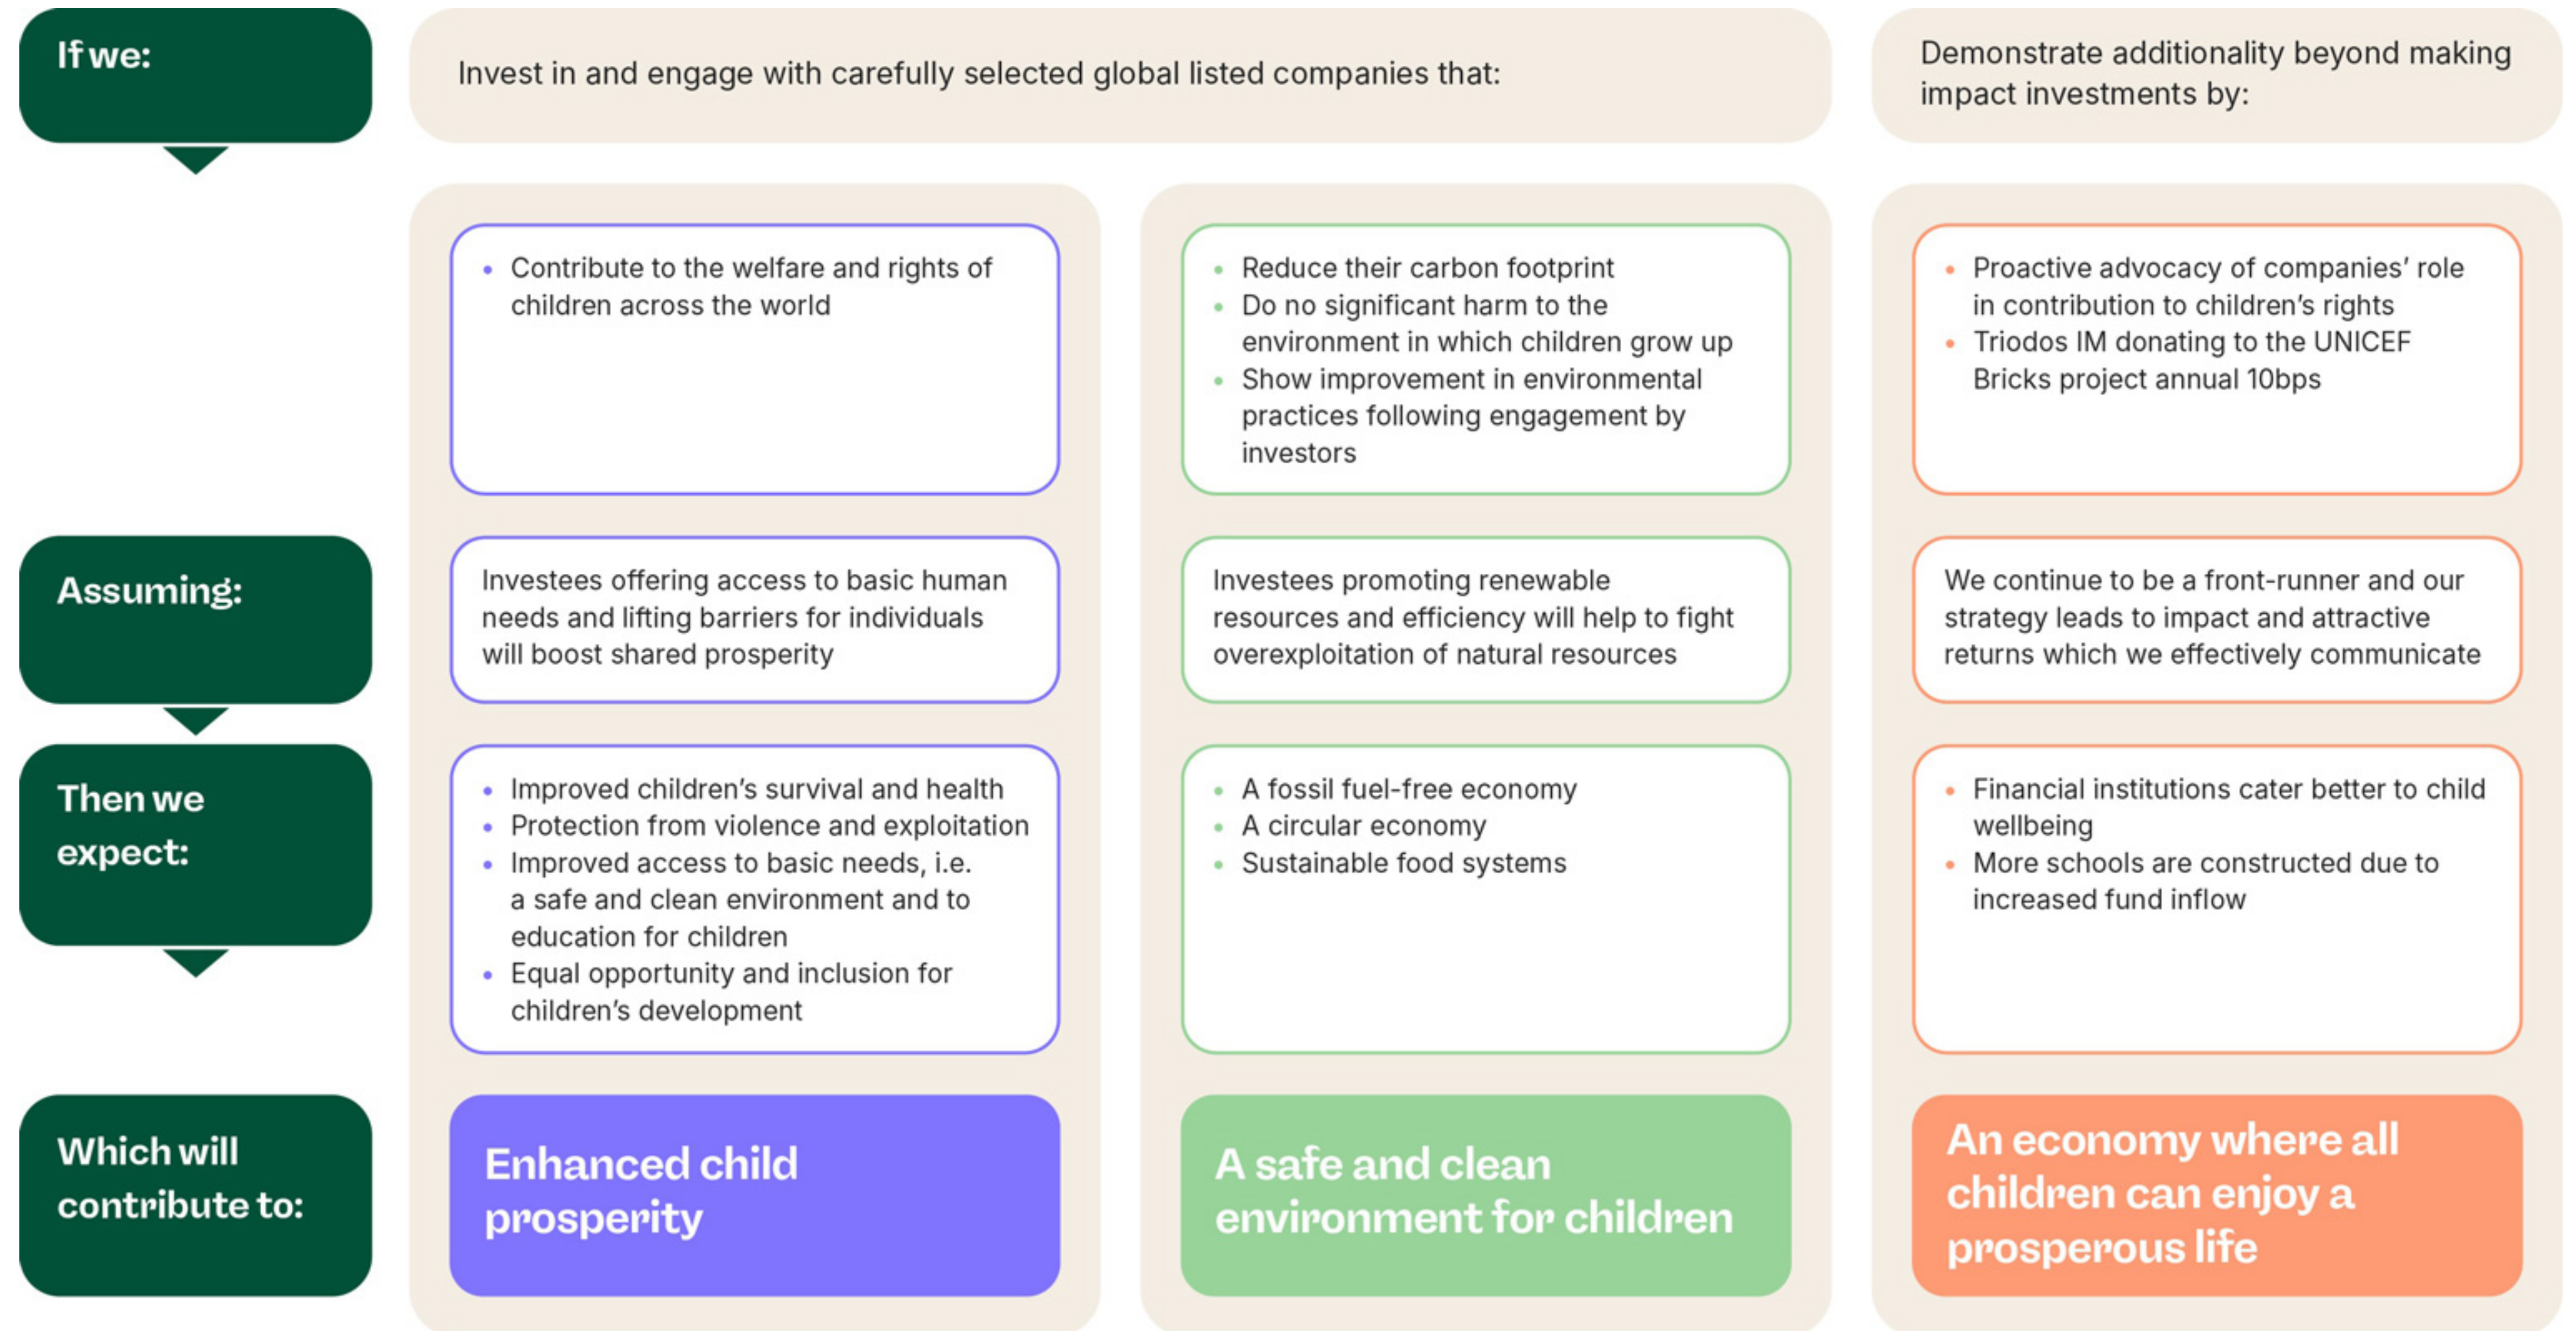 If we:
Invest in and engage with carefully selected global listed companies that:
Demonstrate additionality beyond making
impact investments by:
• Contribute to the welfare and rights of
children across the world
• Reduce their carbon footprint
• Do no significant harm to the
environment in which children grow up
• Show improvement in environmental
practices following engagement by
investors
• Proactive advocacy of companies’ role
in contribution to children’s rights
• Triodos IM donating to the UNICEF
Bricks project annual 10bps
Assuming:
Investees offering access to basic human
needs and lifting barriers for individuals
will boost shared prosperity
Investees promoting renewable
resources and efficiency will help to fight
overexploitation of natural resources
We continue to be a front-runner and our
strategy leads to impact and attractive
returns which we effectively communicate
Then we
expect:
• Improved children’s survival and health
• Protection from violence and exploitation
• Improved access to basic needs, i.e.
a safe and clean environment and to
education for children
• Equal opportunity and inclusion for
children’s development
• A fossil fuel-free economy
• A circular economy
• Sustainable food systems
• Financial institutions cater better to child
wellbeing
• More schools are constructed due to
increased fund inflow
Which will
contribute to:
Enhanced child
prosperity
A safe and clean
environment for children
An economy where all
children can enjoy a
prosperous life